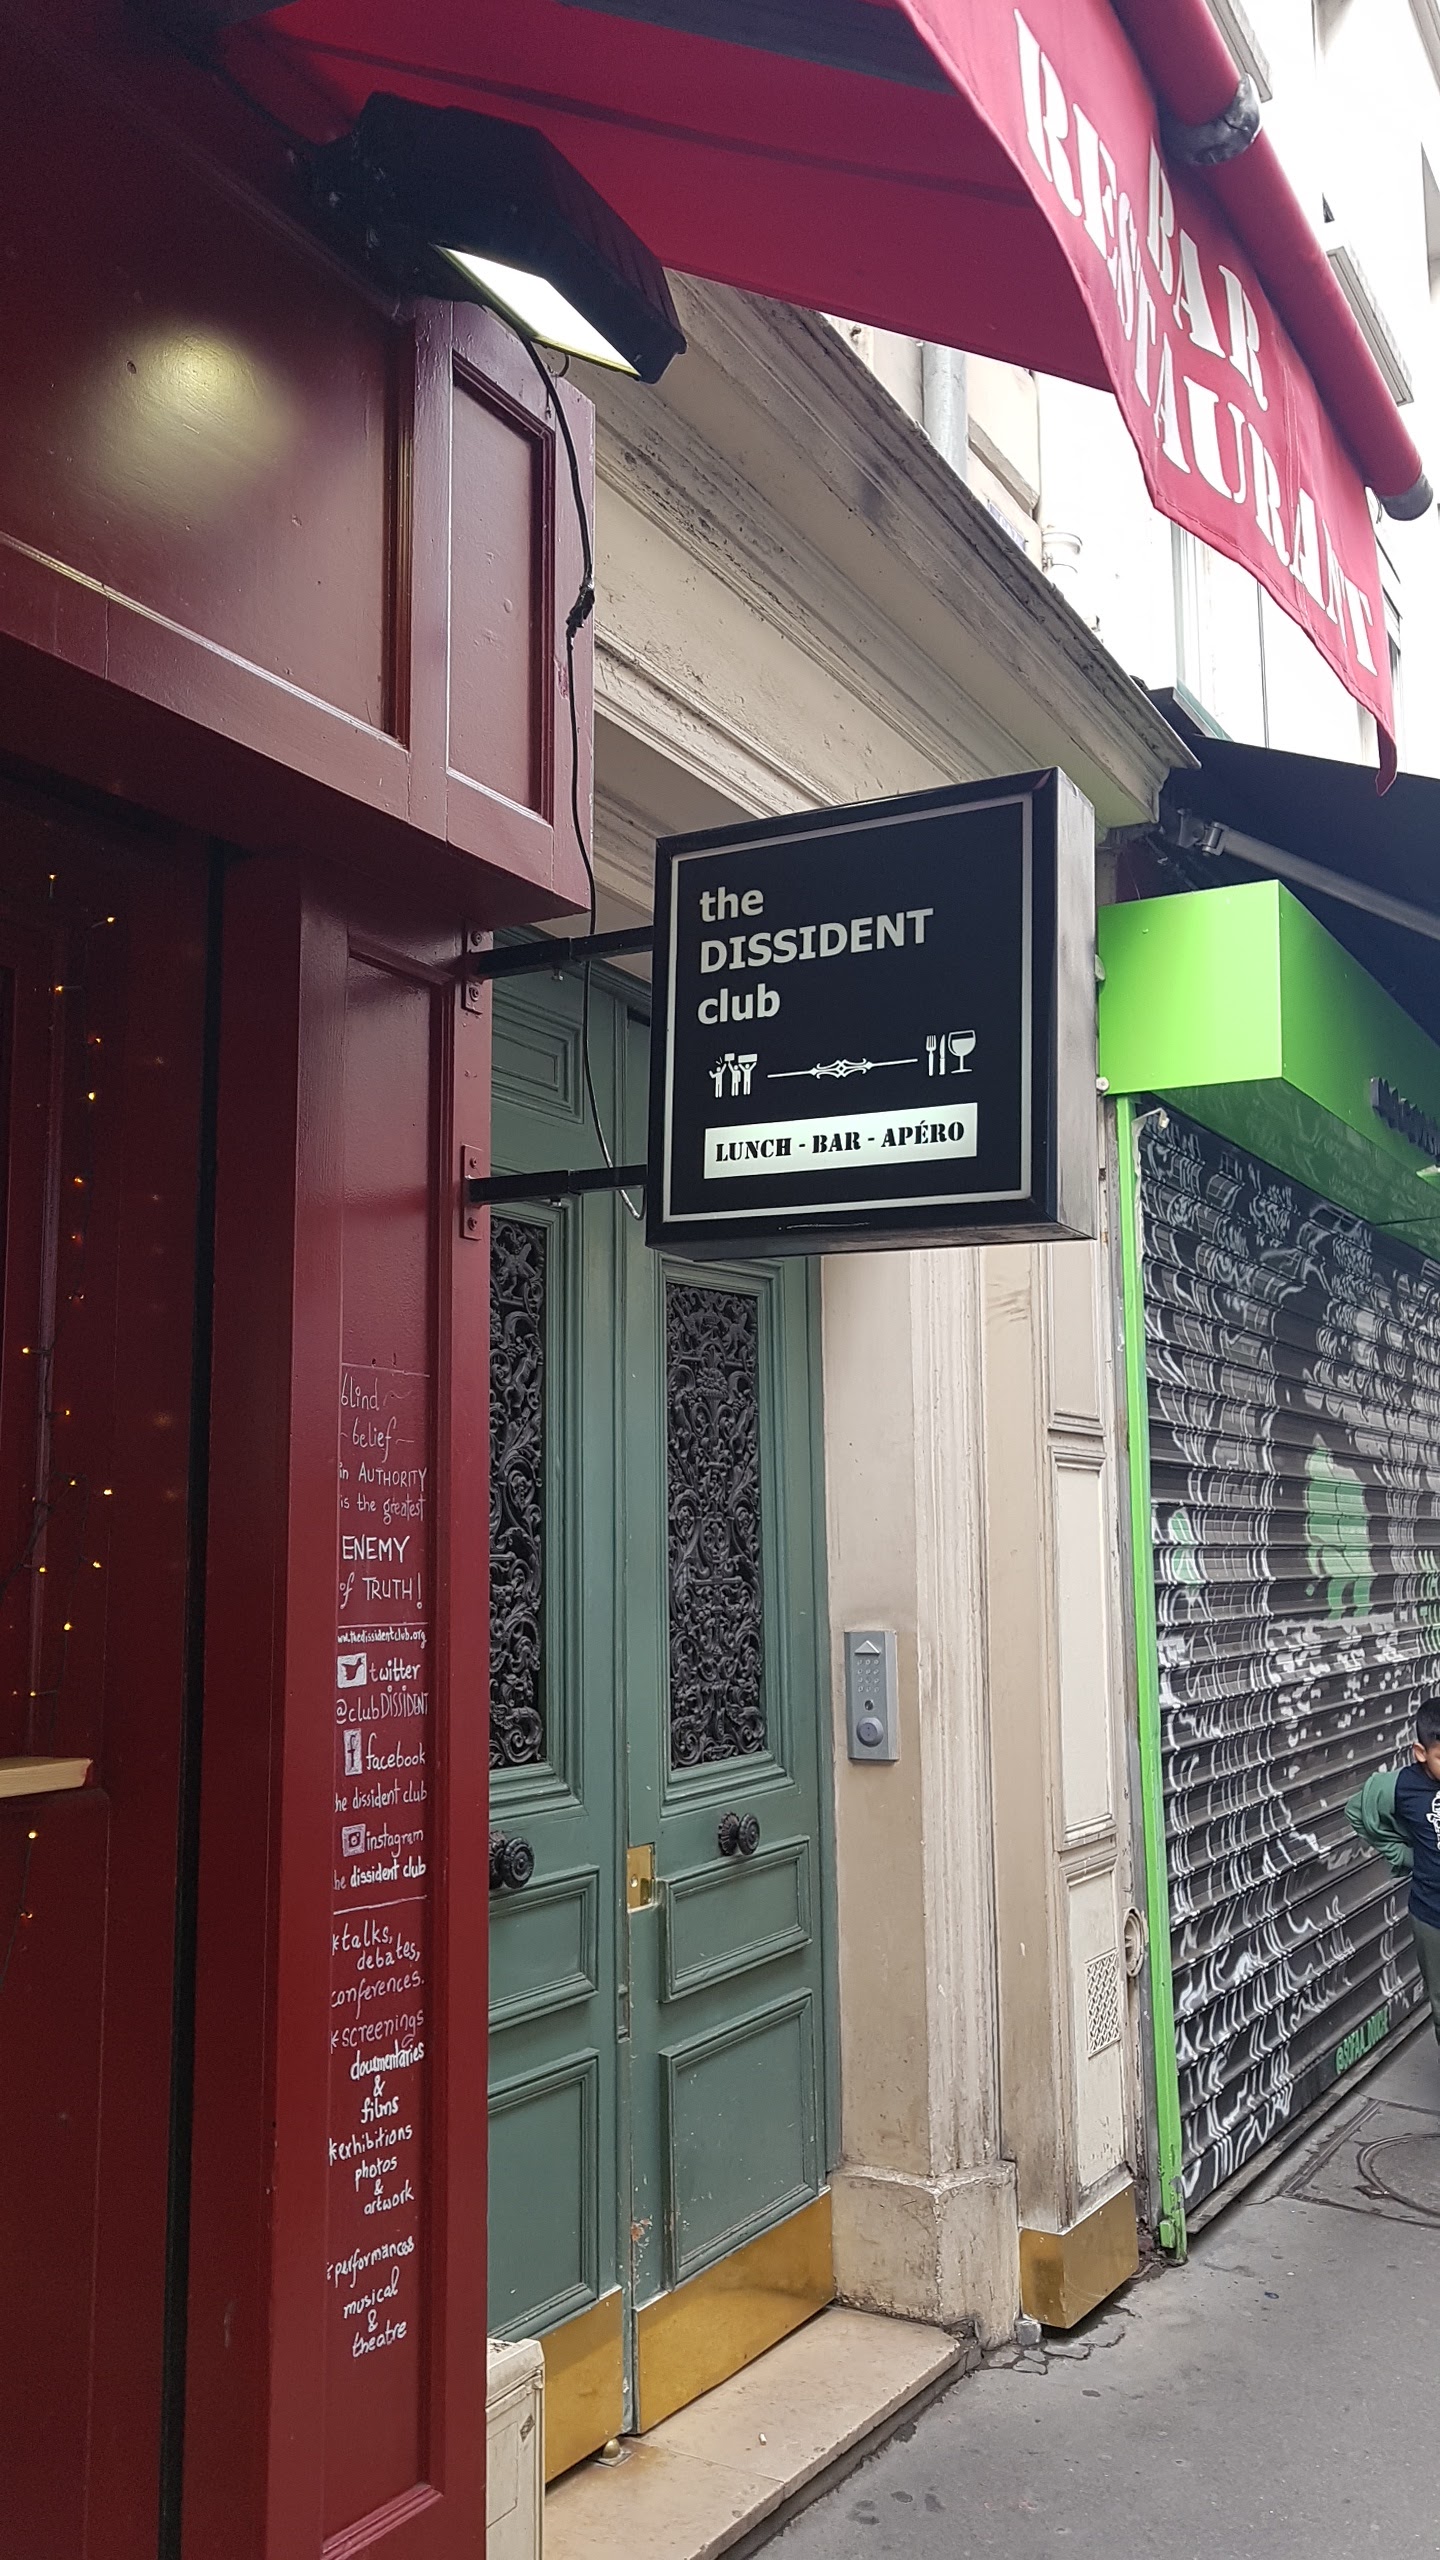 BAR
RESTAURANT
the
DISSIDENT
club
LUNCH - BAR - APÉRO
blind
belief
in AUTHORITY
is the greatest
ENEMY
of TRUTH!
www.thedissidentclub.org
twitter
@clubDISSIDENT
f facebook
he dissident club
instagram
he dissident club
*talks,
debates,
conferences.
*screenings
documentaries
&
films
*exhibitions
photos
&
artwork
*performances
musical
&
theatre